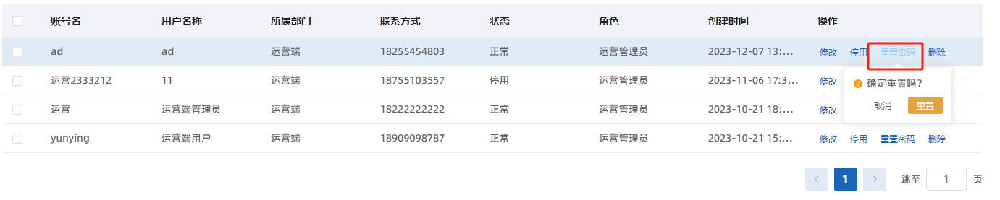 账号名 用户名称 所属部门 联系方式 状态 角色 创建时间 操作
ad ad 运营端 18255454803 正常 运营管理员 2023-12-07 13:... 修改 停用 重置密码 删除
运营2333212 11 运营端 18755103557 停用 运营管理员 2023-11-06 17:3... 修改
确定重置吗?
运营 运营端管理员 运营端 18222222222 正常 运营管理员 2023-10-21 18:... 修改 取消 重置
yunying 运营端用户 运营端 18909098787 正常 运营管理员 2023-10-21 15:... 修改 停用 重置密码 删除
< 1 > 跳至 1 页